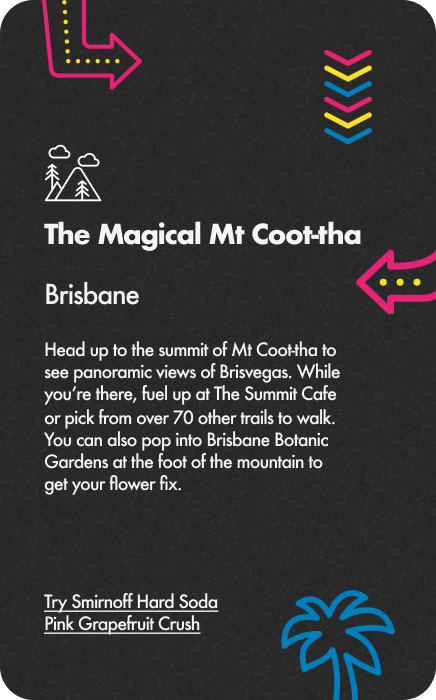 The Magical Mt Coot-tha
Brisbane
Head up to the summit of Mt Coot-tha to
see panoramic views of Brisvegas. While
you're there, fuel up at The Summit Cafe
or pick from over 70 other trails to walk.
You can also pop into Brisbane Botanic
Gardens at the foot of the mountain to
get your flower fix.
Try Smirnoff Hard Soda
Pink Grapefruit Crush